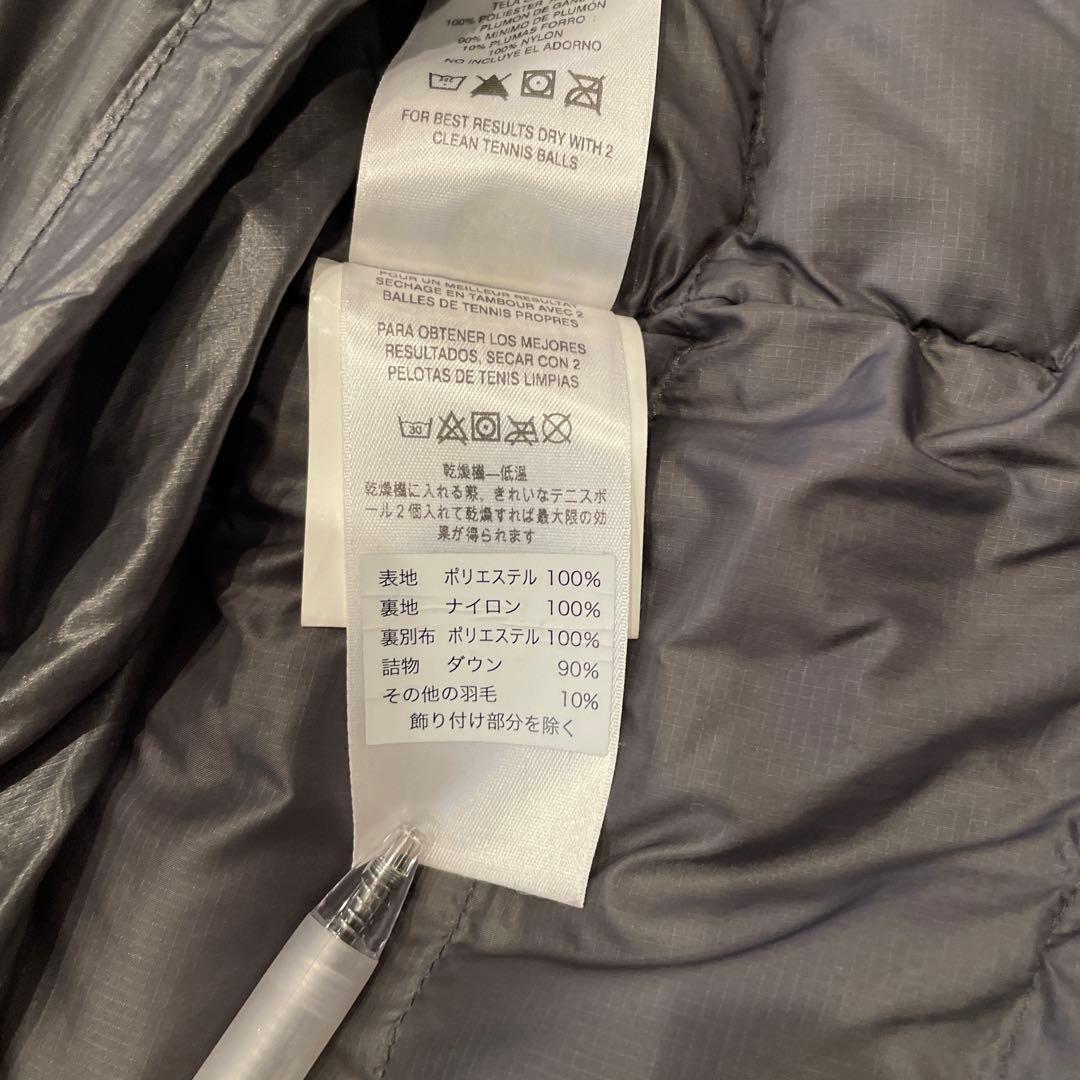 100% POLIESTER
PLUMON DE GANSO
90% MINIMO DE PLUMÓN
10% PLUMAS FORRO
100% NYLON
NO INCLUYE EL ADORNO
FOR BEST RESULTS DRY WITH 2
CLEAN TENNIS BALLS
POUR UN MEILLEUR RESULTAT
SECHAGE EN TAMBOUR AVEC 2
BALLES DE TENNIS PROPRES
PARA OBTENER LOS MEJORES
RESULTADOS, SECAR CON 2
PELOTAS DE TENIS LIMPIAS
30
乾燥機—低温
乾燥機に入れる際、きれいなテニスボ
ール2個入れて乾燥すれば最大限の効
果が得られます
表地 ポリエステル 100%
裏地 ナイロン 100%
裏別布 ポリエステル 100%
詰物 ダウン 90%
その他の羽毛 10%
飾り付け部分を除く